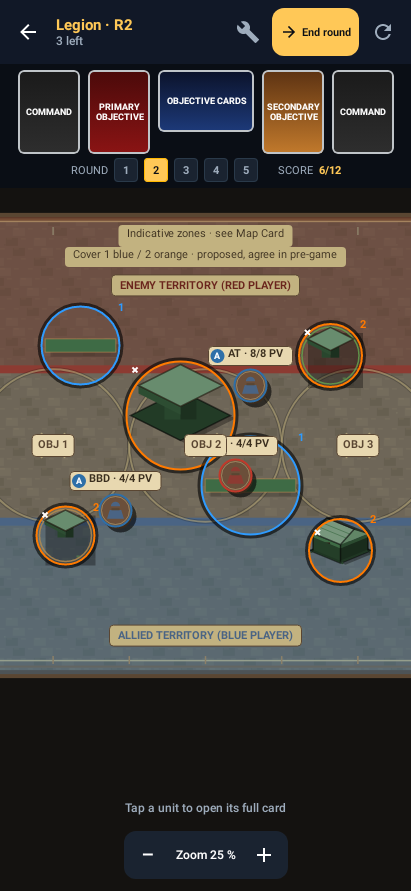 Legion · R2
3 left
End round
COMMAND
PRIMARY
OBJECTIVE
OBJECTIVE CARDS
SECONDARY
OBJECTIVE
COMMAND
ROUND 1 2 3 4 5 SCORE 6/12
Indicative zones · see Map Card
Cover 1 blue / 2 orange · proposed, agree in pre-game
ENEMY TERRITORY (RED PLAYER)
1
2
A AT · 8/8 PV
OBJ 1
OBJ 2
· 4/4 PV
1
OBJ 3
A BBD · 4/4 PV
2
2
ALLIED TERRITORY (BLUE PLAYER)
Tap a unit to open its full card
− Zoom 25 % +